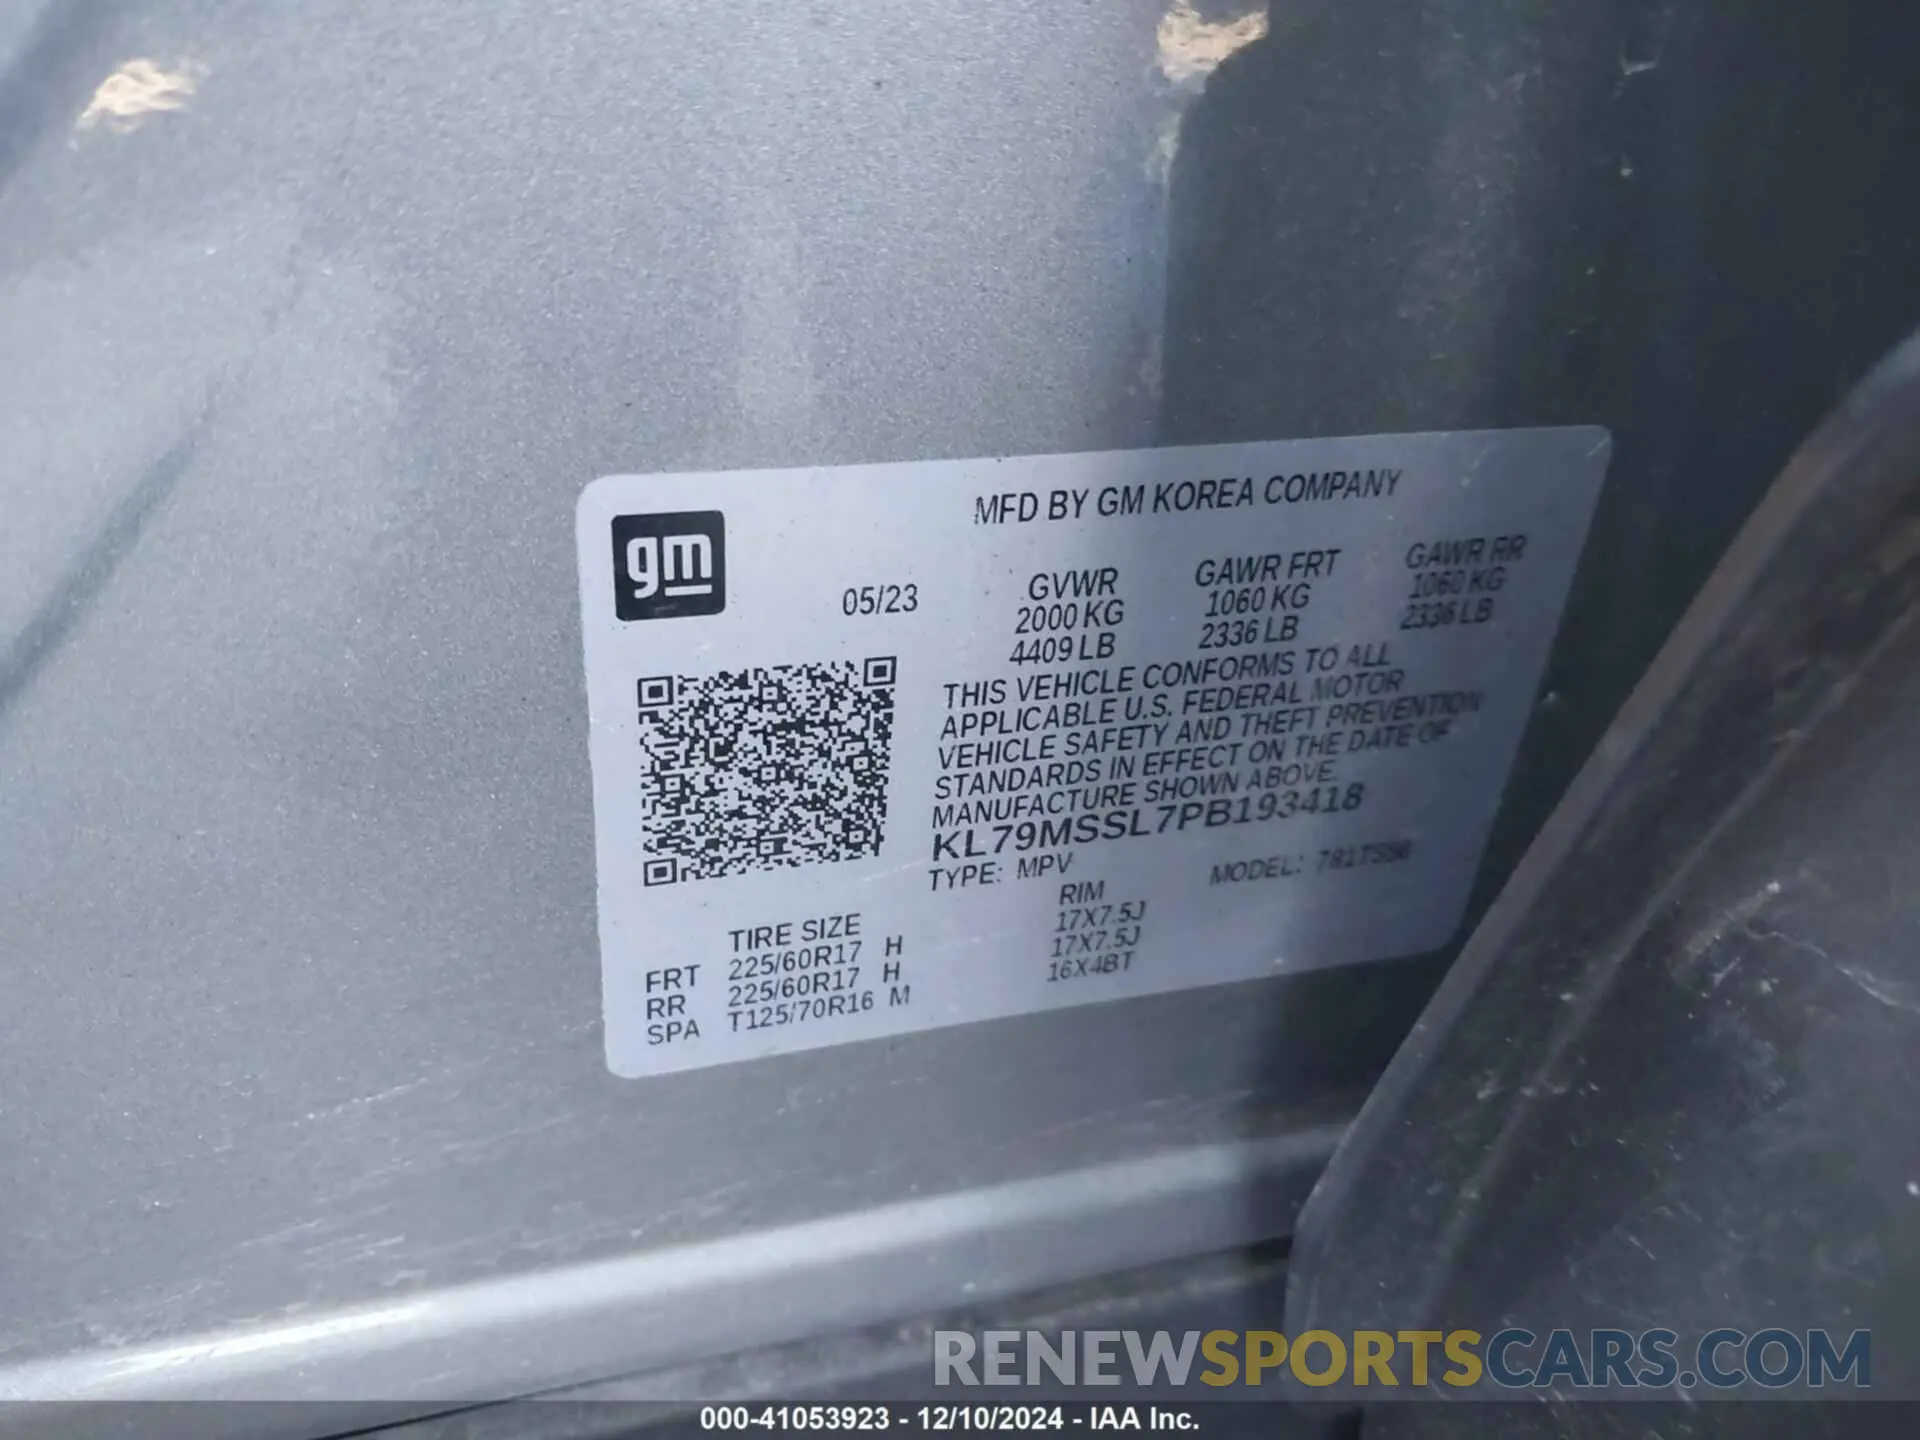 MFD BY GM KOREA COMPANY
gm
05/23
GVWR GAWR FRT GAWR RR
2000 KG 1060 KG 1060 KG
4409 LB 2336 LB 2336 LB
THIS VEHICLE CONFORMS TO ALL
APPLICABLE U.S. FEDERAL MOTOR
VEHICLE SAFETY AND THEFT PREVENTION
STANDARDS IN EFFECT ON THE DATE OF
MANUFACTURE SHOWN ABOVE.
KL79MSSL7PB193418
TYPE: MPV MODEL:
TIRE SIZE RIM
FRT 225/60R17 H 17X7.5J
RR 225/60R17 H 17X7.5J
SPA T125/70R16 M 16X4BT
RENEWSPORTSCARS.COM
000-41053923 - 12/10/2024 - IAA Inc.